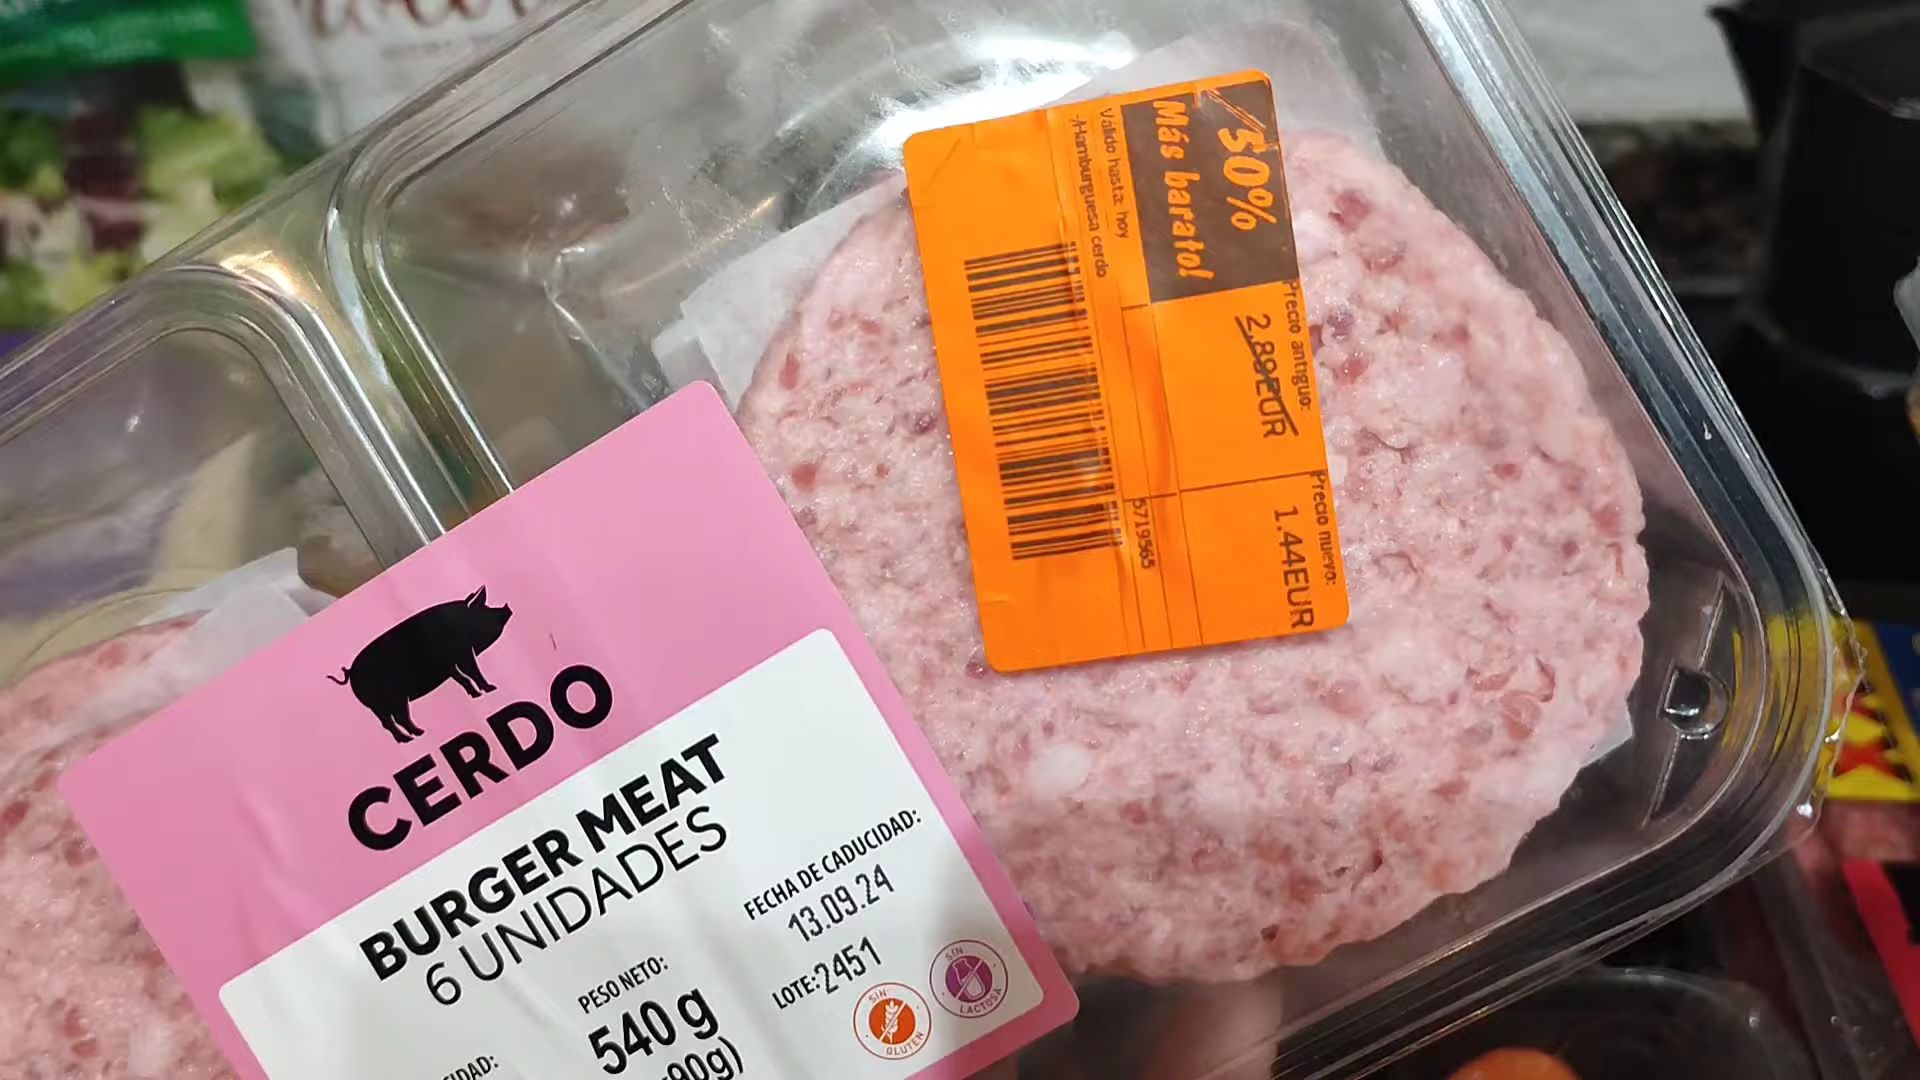 50%
Más barato!
Válido hasta: hoy
Hamburguesa cerdo
Precio antiguo:
2.89EUR
Precio nuevo:
1.44EUR
5719565
CERDO
BURGER MEAT
6 UNIDADES
FECHA DE CADUCIDAD:
13.09.24
LOTE:2451
PESO NETO:
540 g
SIN GLUTEN
SIN LACTOSA